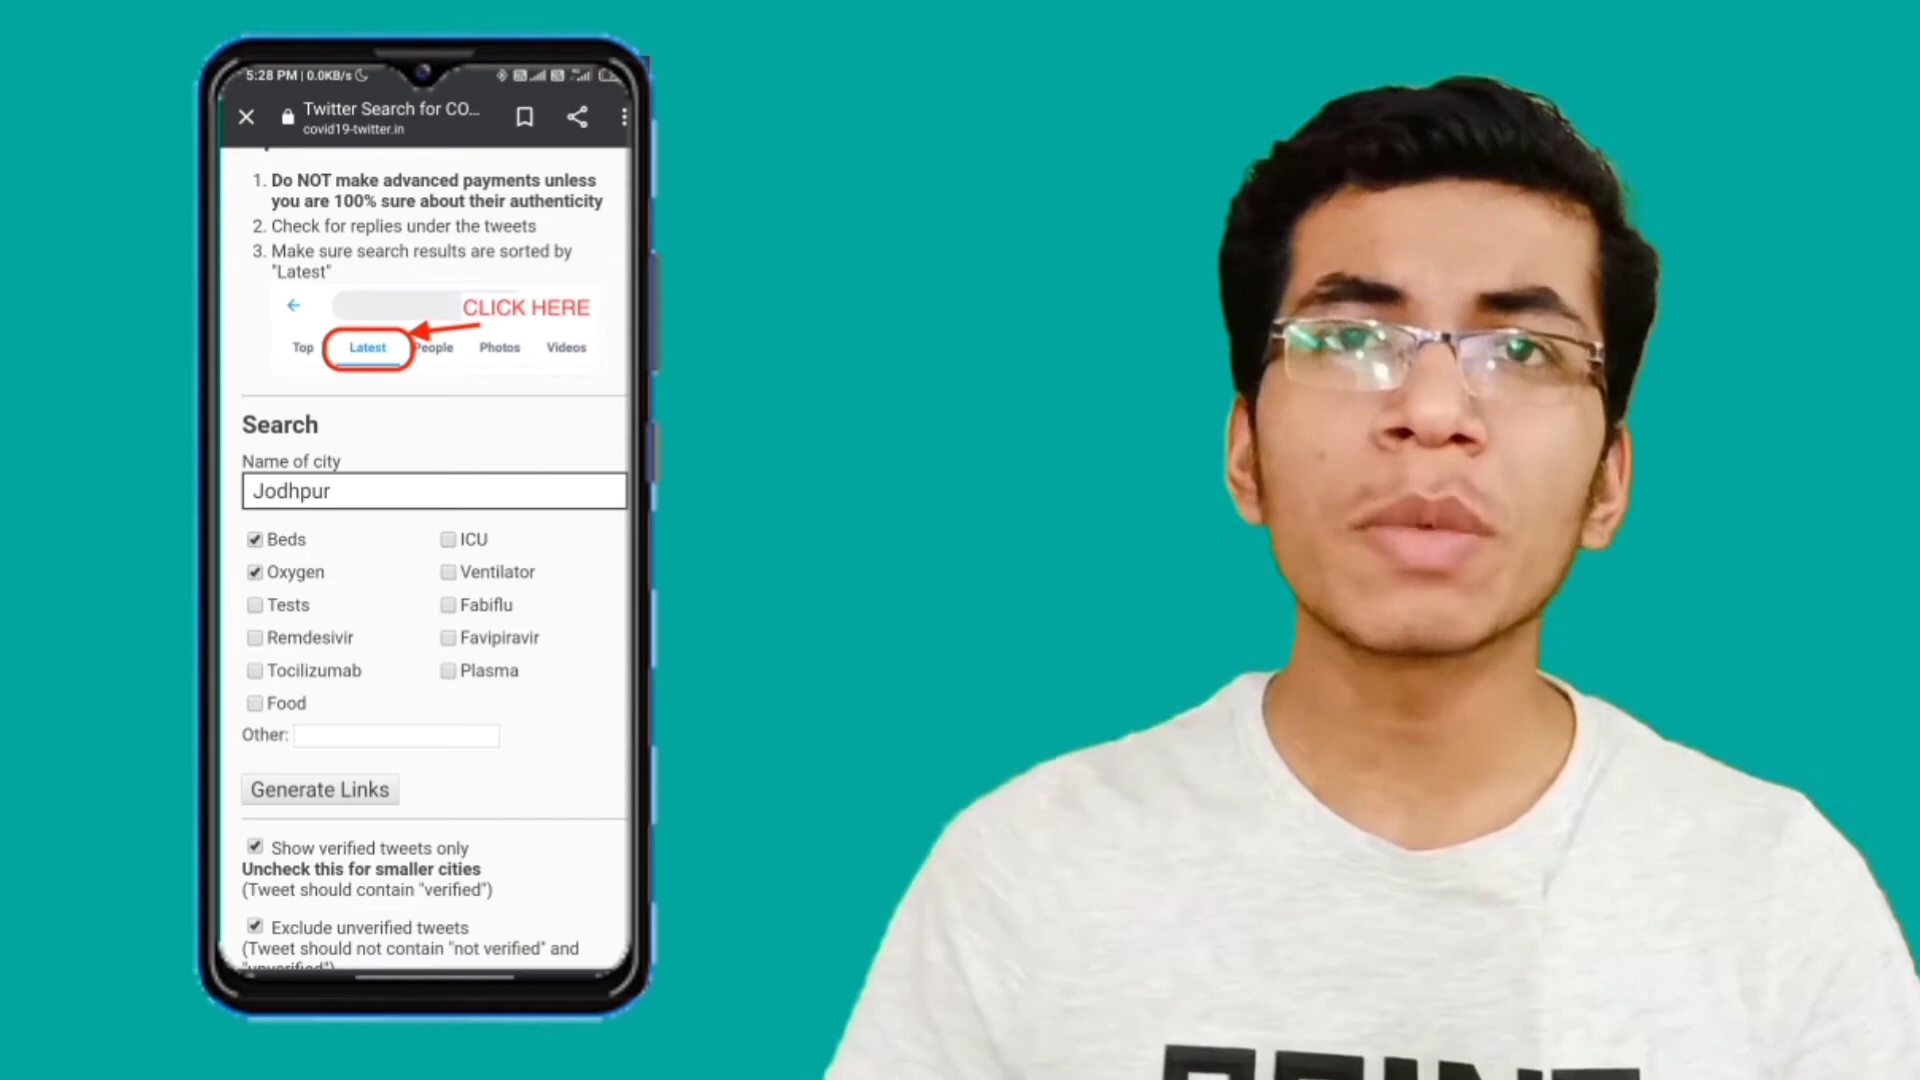 5:28 PM | 0.0KB/s
Twitter Search for CO...
covid19-twitter.in
1. Do NOT make advanced payments unless
you are 100% sure about their authenticity
2. Check for replies under the tweets
3. Make sure search results are sorted by
"Latest"
CLICK HERE
Top Latest People Photos Videos
Search
Name of city
Jodhpur
Beds ICU
Oxygen Ventilator
Tests Fabiflu
Remdesivir Favipiravir
Tocilizumab Plasma
Food
Other:
Generate Links
Show verified tweets only
Uncheck this for smaller cities
(Tweet should contain "verified")
Exclude unverified tweets
(Tweet should not contain "not verified" and
"unverified")